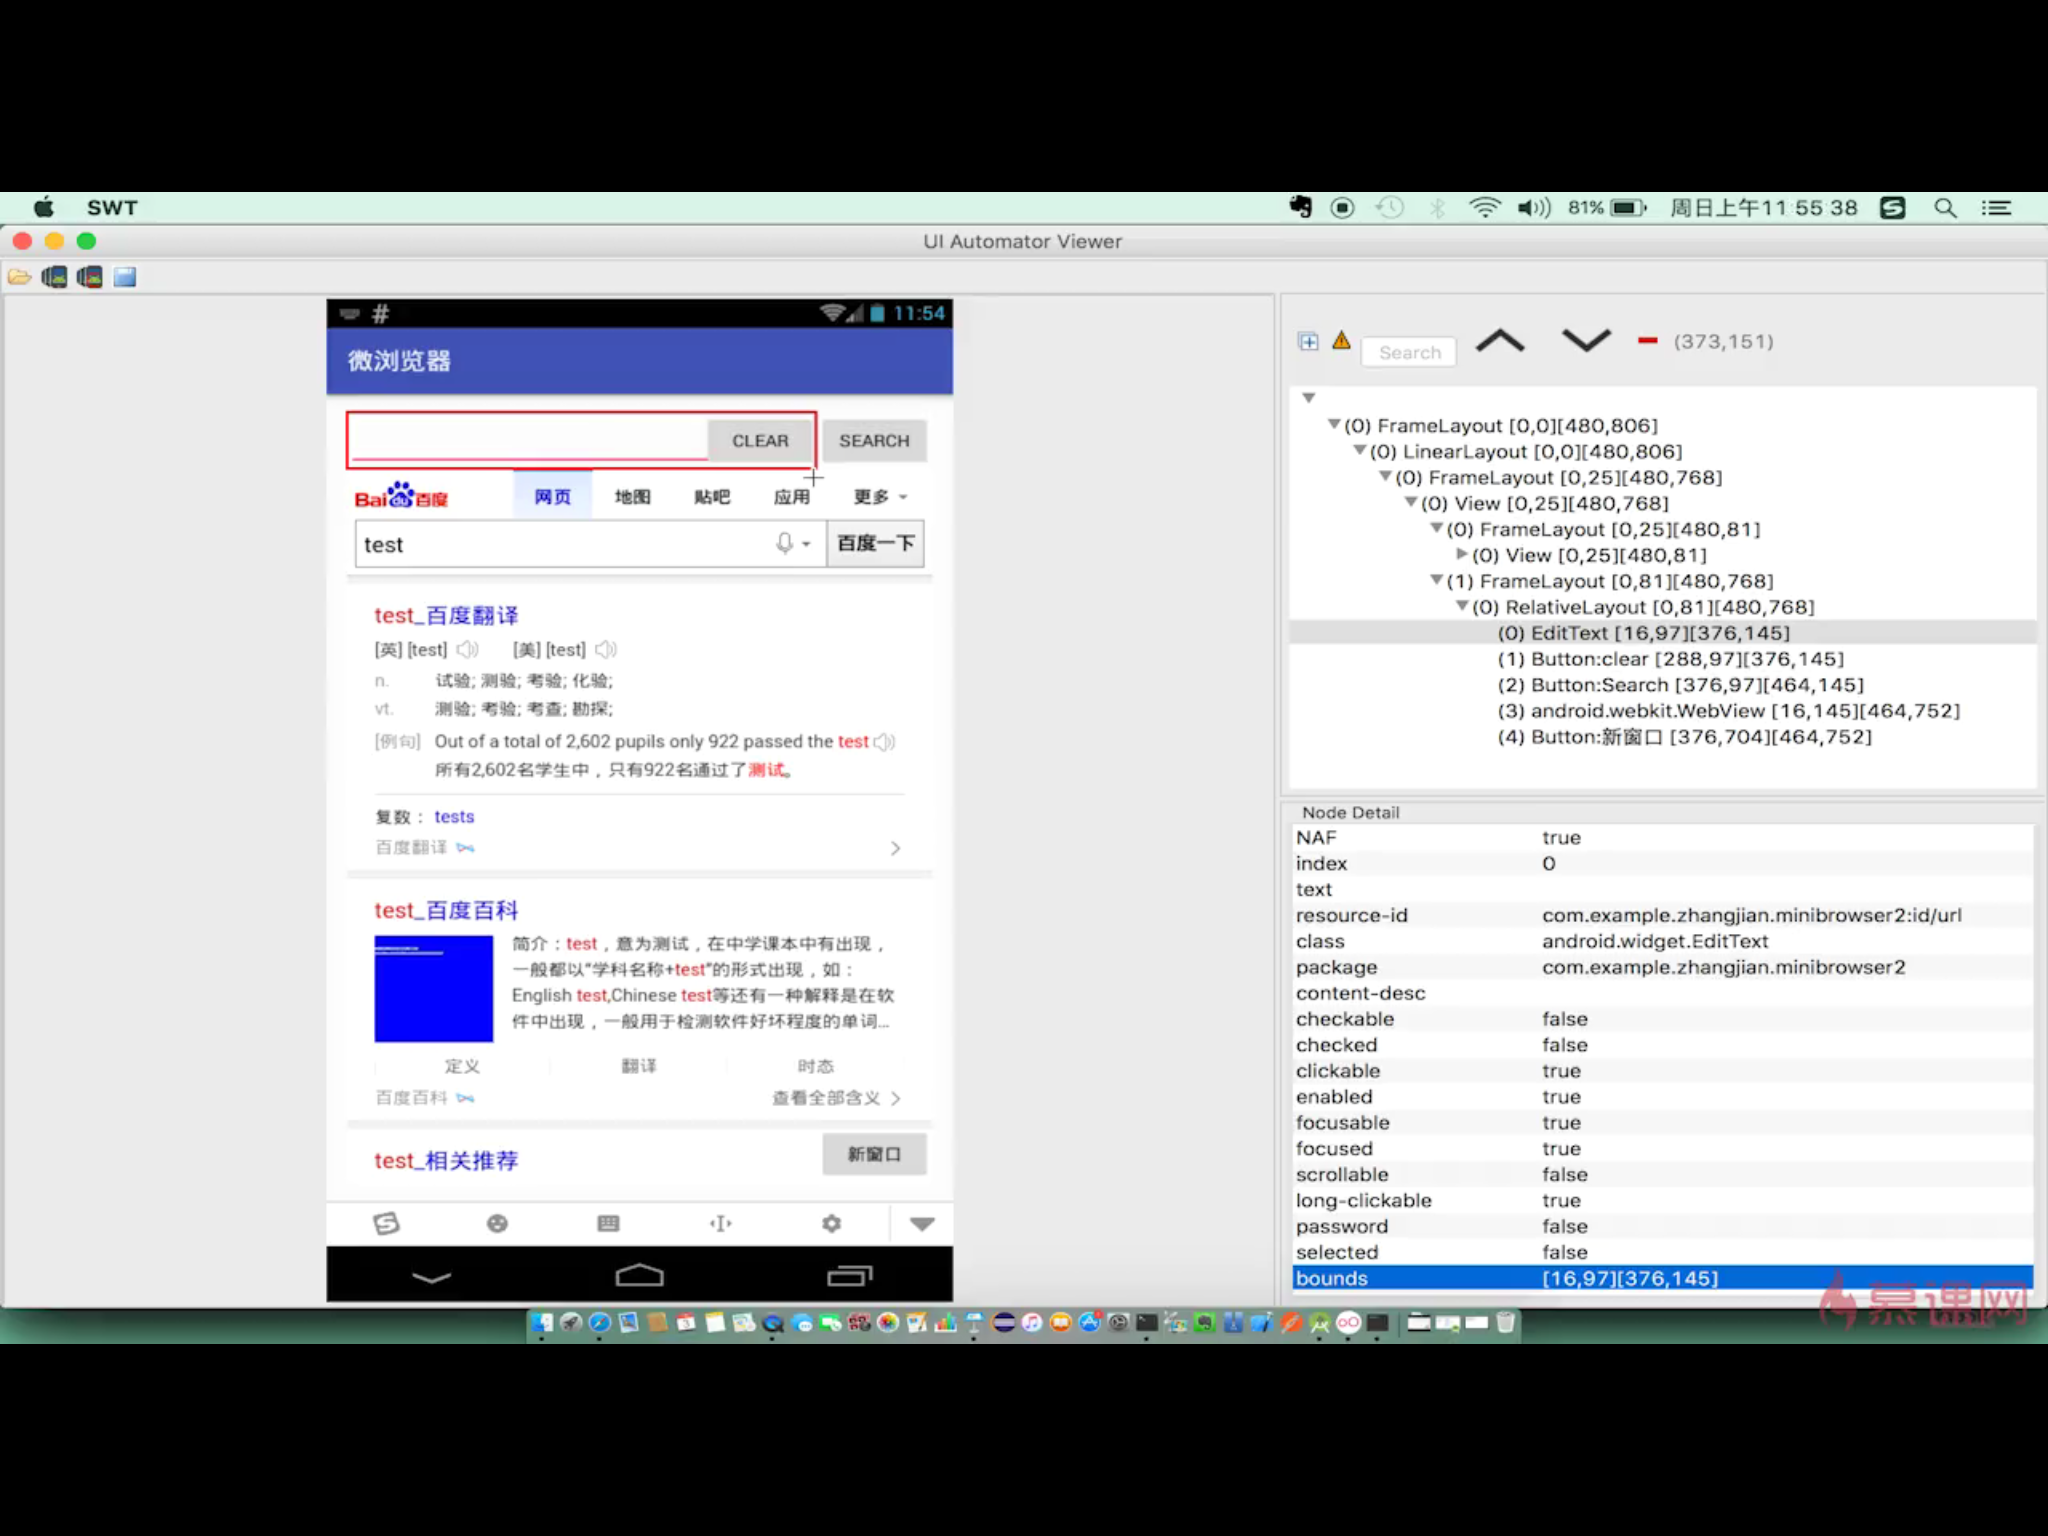 SWT
81% 周日上午11:55:38
UI Automator Viewer
# 11:54
微浏览器
CLEAR SEARCH
Bai du 百度 网页 地图 贴吧 应用 更多
test 百度一下
test_百度翻译
[英] [test] [美] [test]
n. 试验; 测验; 考验; 化验;
vt. 测验; 考验; 考查; 勘探;
[例句] Out of a total of 2,602 pupils only 922 passed the test
所有2,602名学生中，只有922名通过了测试。
复数： tests
百度翻译
test_百度百科
简介：test，意为测试，在中学课本中有出现，
一般都以“学科名称+test”的形式出现，如：
English test,Chinese test等还有一种解释是在软
件中出现，一般用于检测软件好坏程度的单词...
定义 翻译 时态
百度百科 查看全部含义
test_相关推荐 新窗口
Search (373,151)
(0) FrameLayout [0,0][480,806]
(0) LinearLayout [0,0][480,806]
(0) FrameLayout [0,25][480,768]
(0) View [0,25][480,768]
(0) FrameLayout [0,25][480,81]
(0) View [0,25][480,81]
(1) FrameLayout [0,81][480,768]
(0) RelativeLayout [0,81][480,768]
(0) EditText [16,97][376,145]
(1) Button:clear [288,97][376,145]
(2) Button:Search [376,97][464,145]
(3) android.webkit.WebView [16,145][464,752]
(4) Button:新窗口 [376,704][464,752]
Node Detail
NAF true
index 0
text
resource-id com.example.zhangjian.minibrowser2:id/url
class android.widget.EditText
package com.example.zhangjian.minibrowser2
content-desc
checkable false
checked false
clickable true
enabled true
focusable true
focused true
scrollable false
long-clickable true
password false
selected false
bounds [16,97][376,145]
慕课网